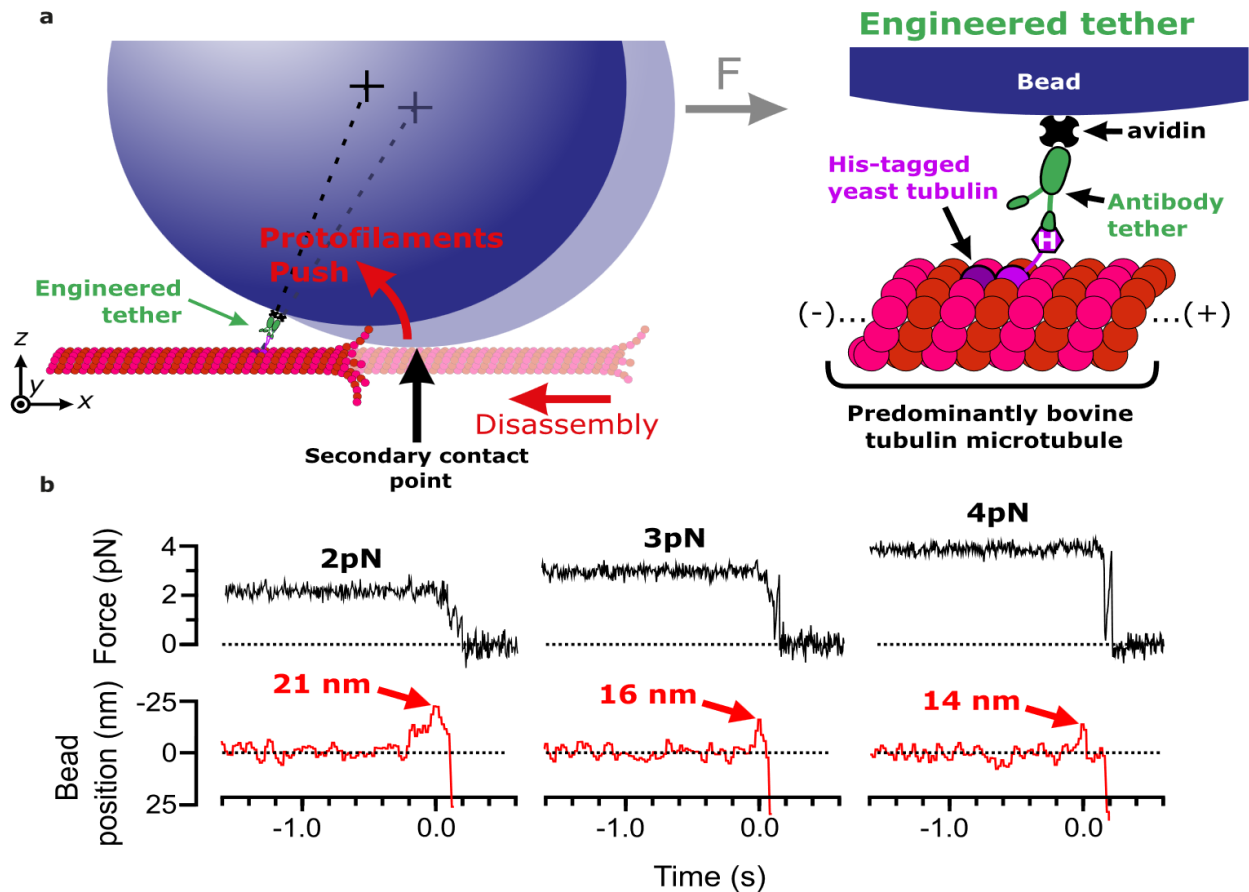 a
Engineered tether
F
Bead
avidin
His-tagged
yeast tubulin
Antibody
tether
H
Protofilaments
Push
Engineered
tether
(-)...
...(+)
z
y
x
Disassembly
Secondary contact
point
Predominantly bovine
tubulin microtubule
b
Force (pN)
4
2
0
2pN
3pN
4pN
Bead
position (nm)
-25
0
25
21 nm
16 nm
14 nm
-1.0 0.0 -1.0 0.0 -1.0 0.0
Time (s)